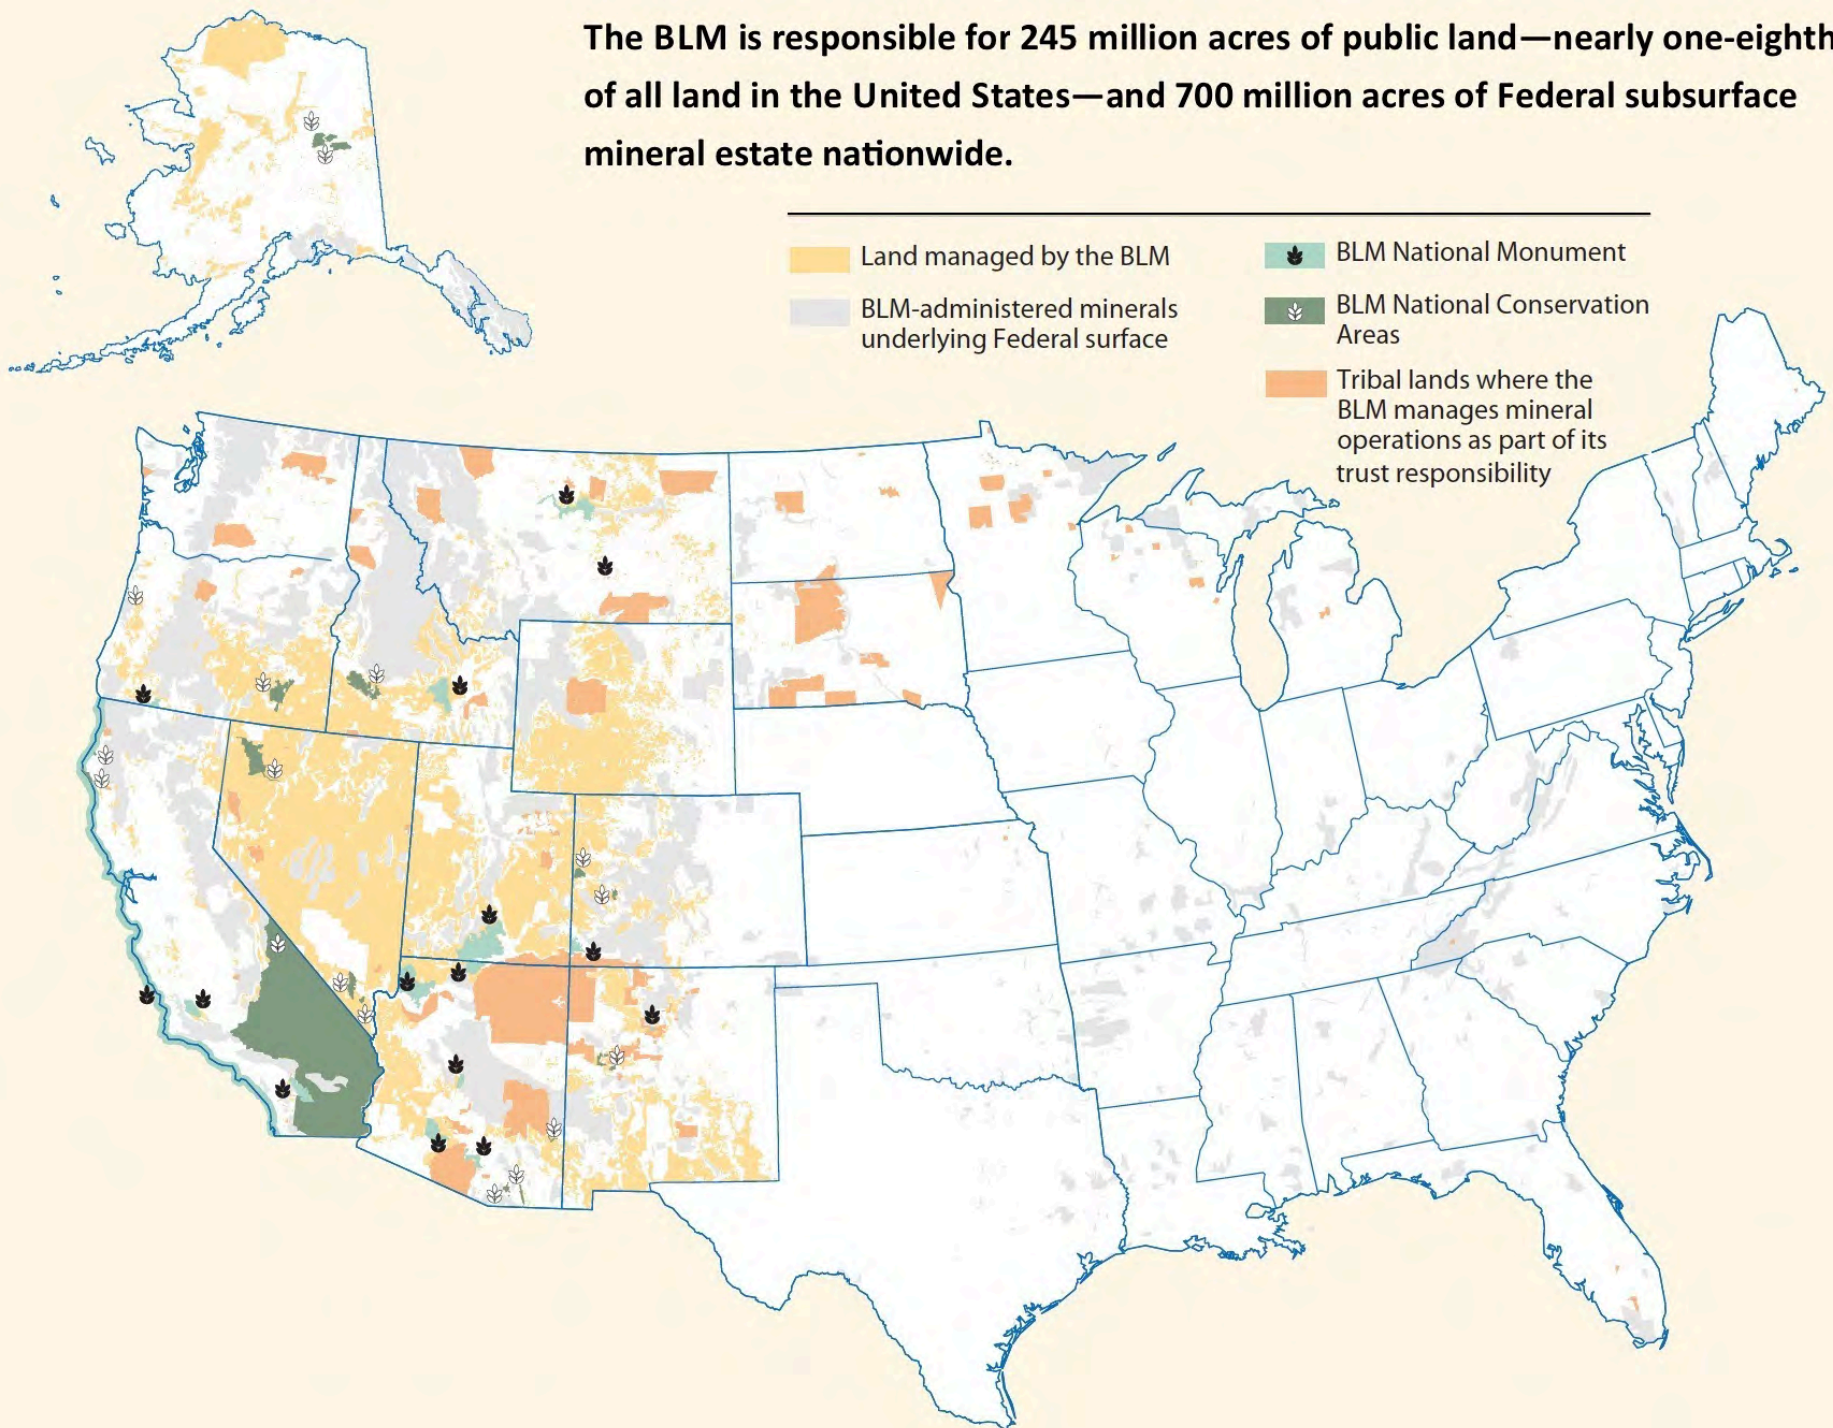 The BLM is responsible for 245 million acres of public land—nearly one-eighth
of all land in the United States—and 700 million acres of Federal subsurface
mineral estate nationwide.
Land managed by the BLM
BLM-administered minerals
underlying Federal surface
BLM National Monument
BLM National Conservation
Areas
Tribal lands where the
BLM manages mineral
operations as part of its
trust responsibility